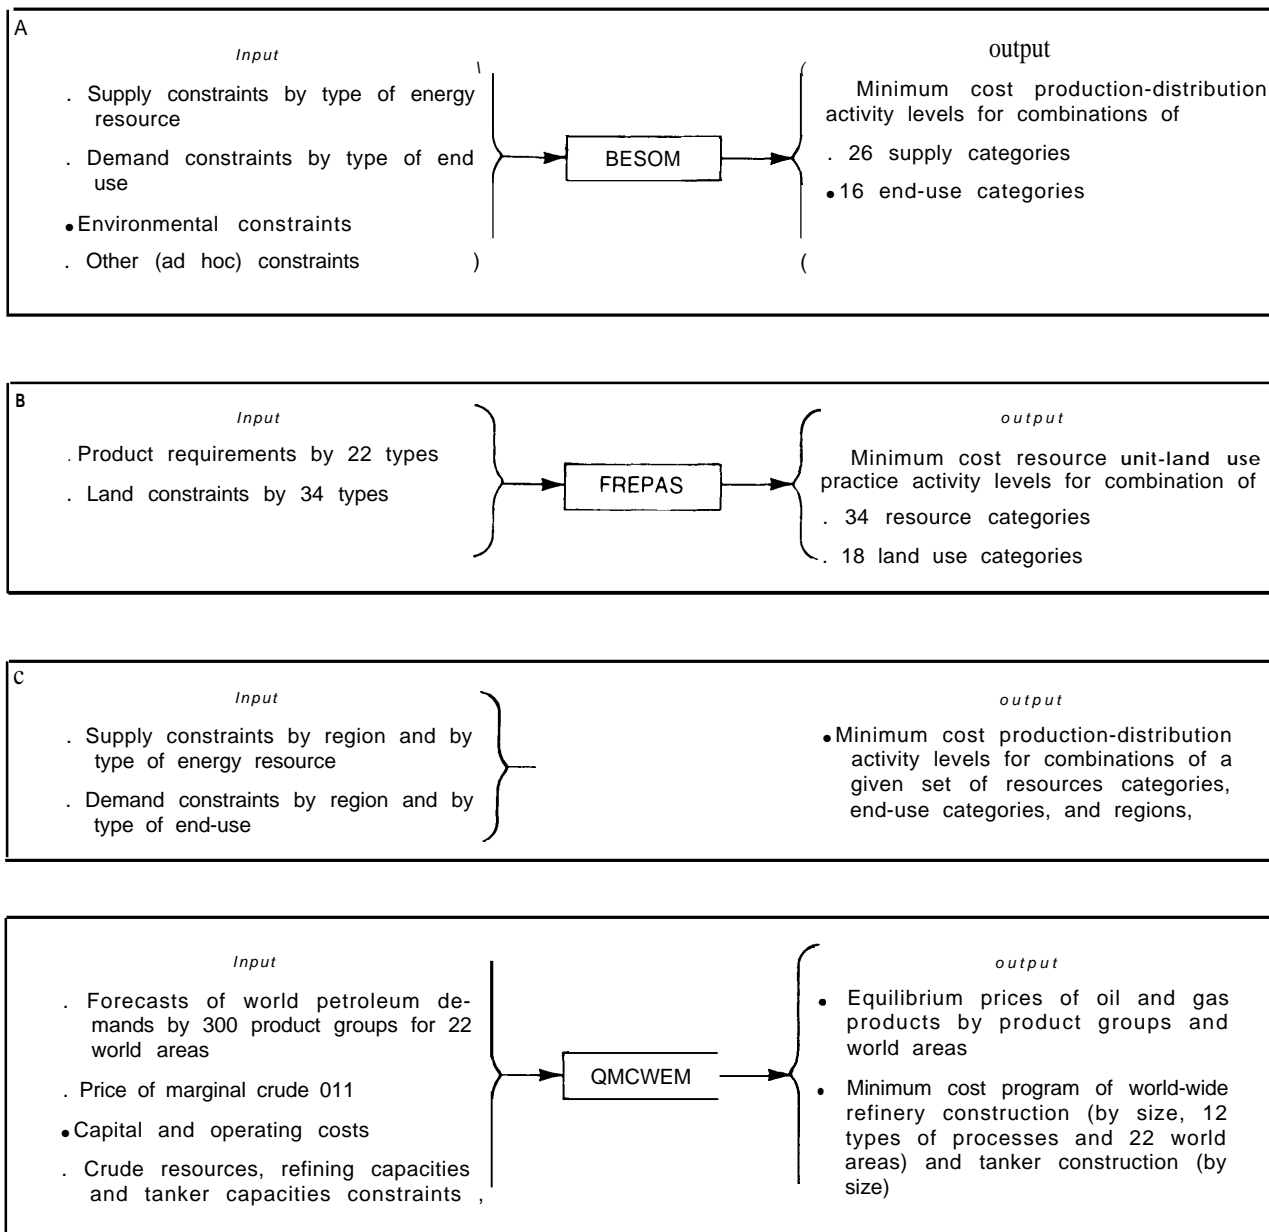 A
Input
. Supply constraints by type of energy
resource
. Demand constraints by type of end
use
• Environmental constraints
. Other (ad hoc) constraints
BESOM
output
Minimum cost production-distribution
activity levels for combinations of
. 26 supply categories
• 16 end-use categories
B
Input
. Product requirements by 22 types
. Land constraints by 34 types
FREPAS
output
Minimum cost resource unit-land use
practice activity levels for combination of
. 34 resource categories
. 18 land use categories
C
Input
. Supply constraints by region and by
type of energy resource
. Demand constraints by region and by
type of end-use
output
• Minimum cost production-distribution
activity levels for combinations of a
given set of resources categories,
end-use categories, and regions,
Input
. Forecasts of world petroleum de-
mands by 300 product groups for 22
world areas
. Price of marginal crude 011
• Capital and operating costs
. Crude resources, refining capacities
and tanker capacities constraints ,
QMCWEM
output
• Equilibrium prices of oil and gas
products by product groups and
world areas
• Minimum cost program of world-wide
refinery construction (by size, 12
types of processes and 22 world
areas) and tanker construction (by
size)